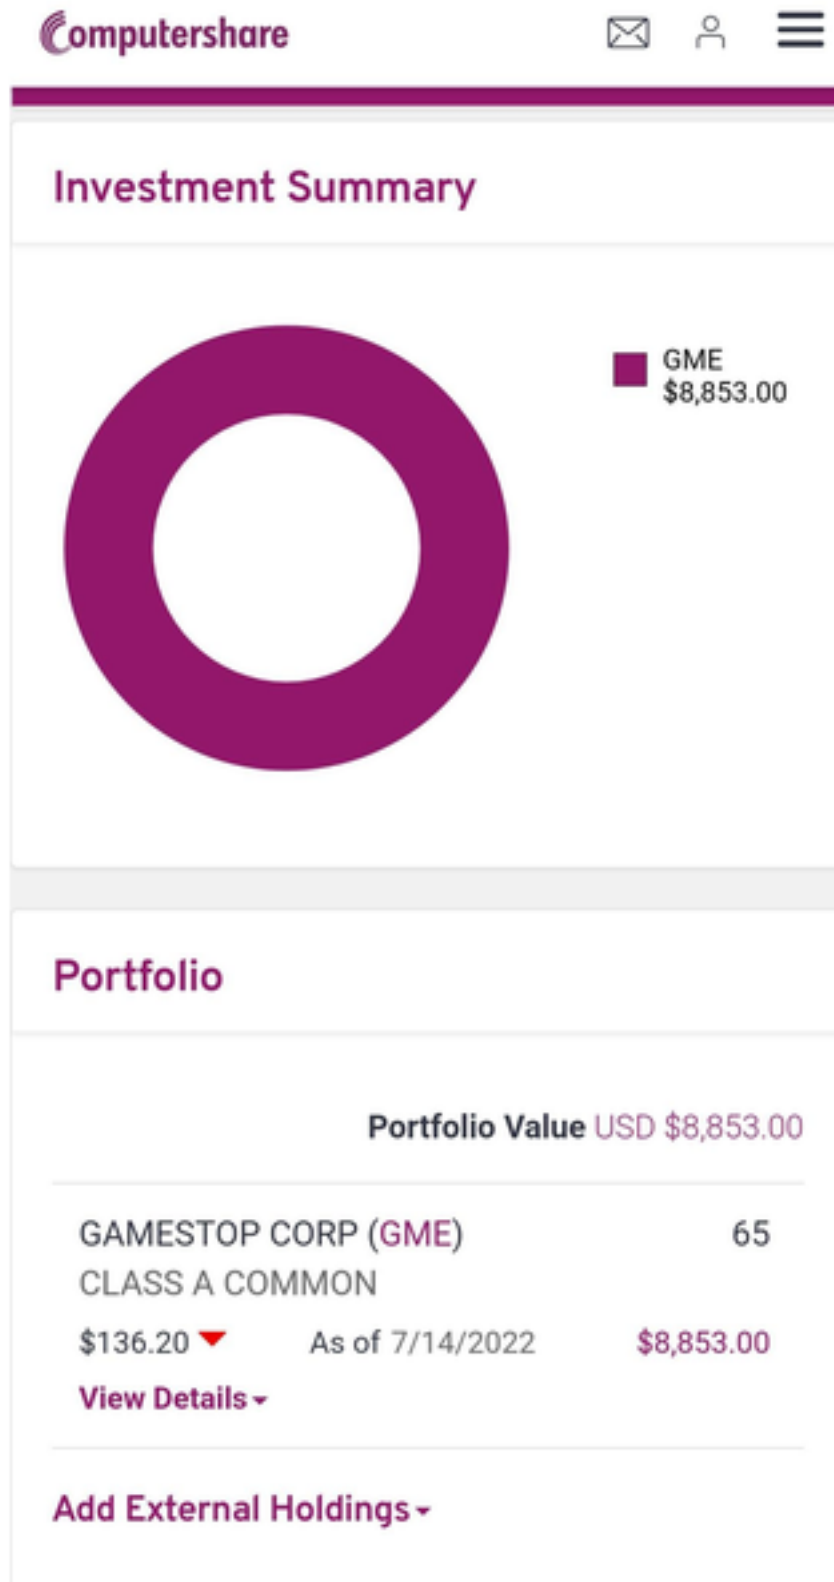 Computershare
Investment Summary
GME
$8,853.00
Portfolio
Portfolio Value USD $8,853.00
GAMESTOP CORP (GME) 65
CLASS A COMMON
$136.20 As of 7/14/2022 $8,853.00
View Details
Add External Holdings